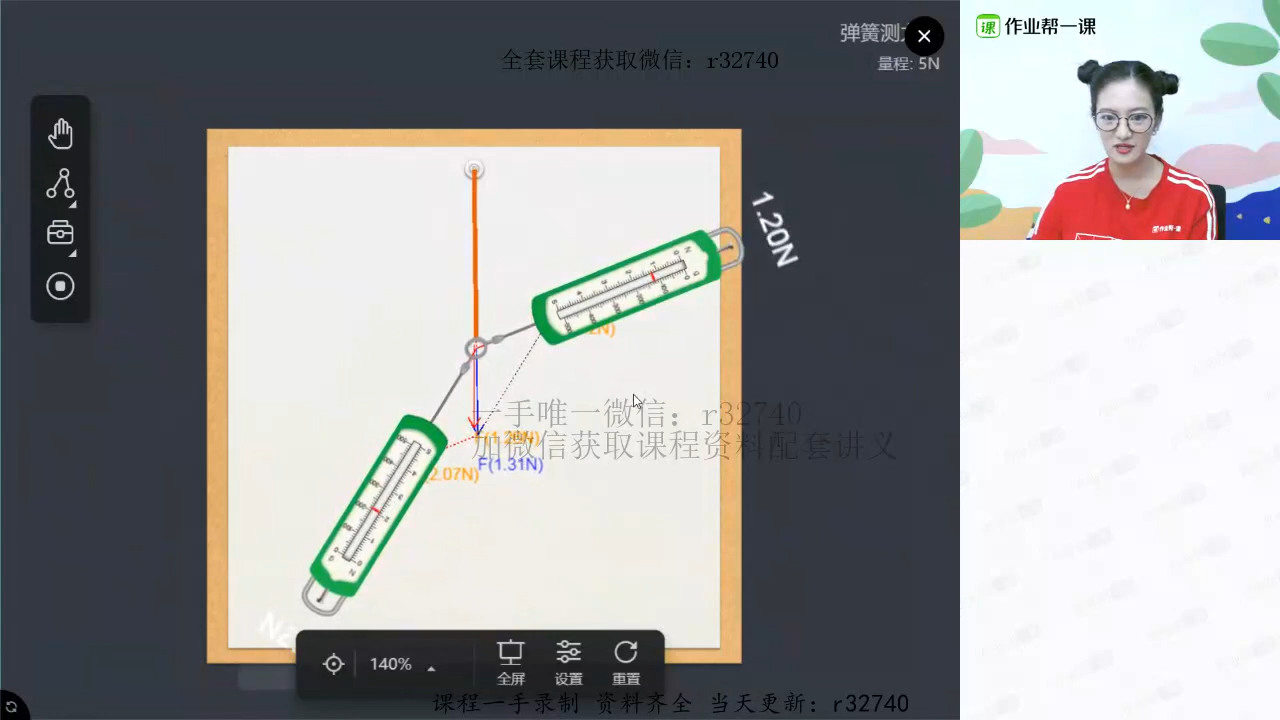 弹簧测力
作业帮一课
全套课程获取微信：r32740
量程: 5N
1.20N
F(1.31N)
(2.07N)
一手唯一微信：r32740
加微信获取课程资料配套讲义
140%
全屏
设置
重置
课程一手录制 资料齐全 当天更新：r32740